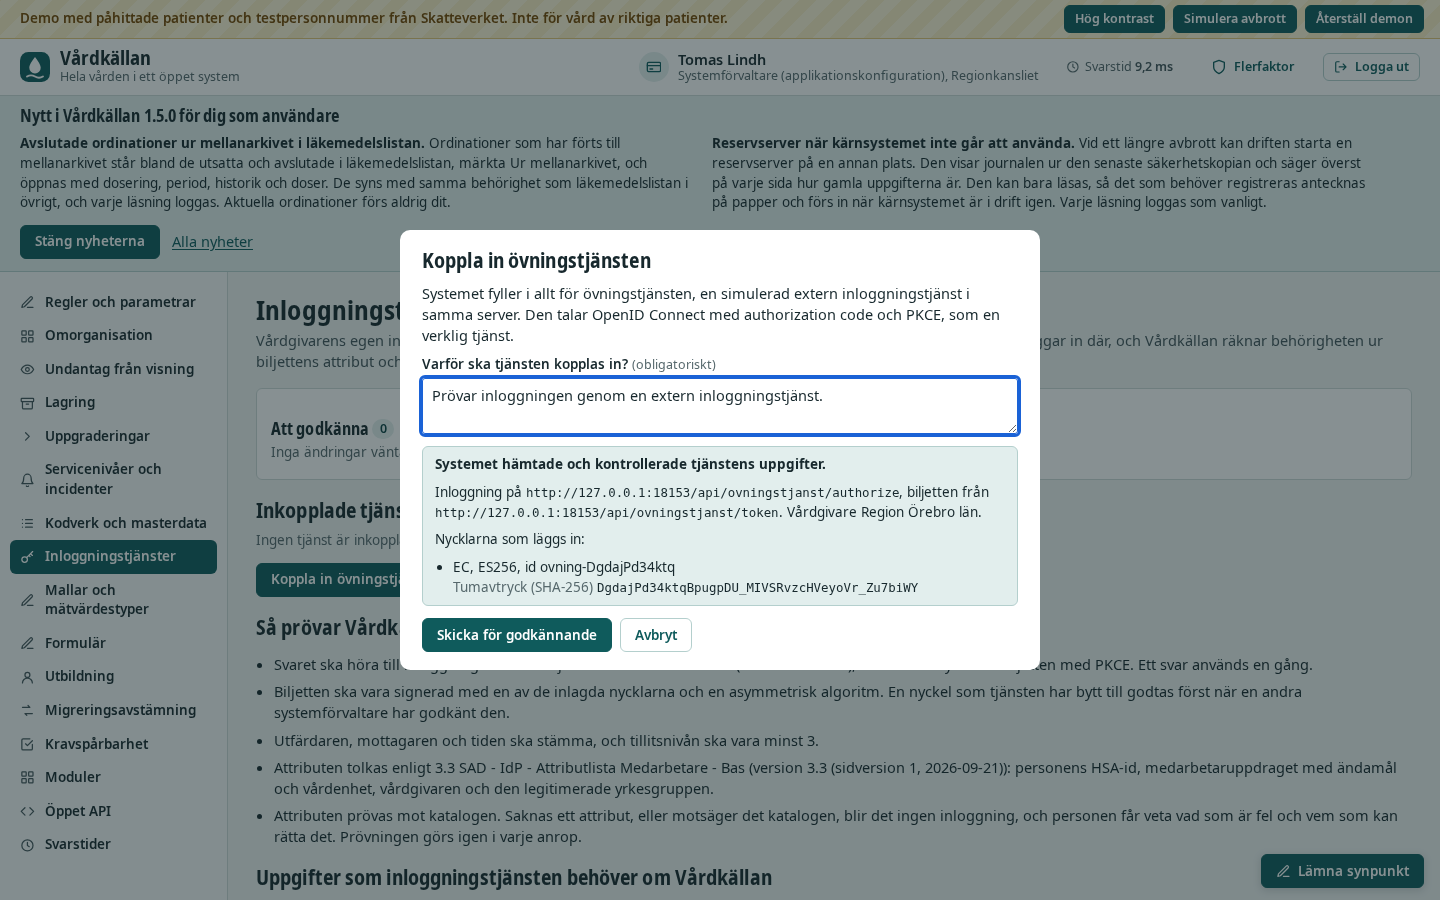 Demo med påhittade patienter och testpersonnummer från Skatteverket. Inte för vård av riktiga patienter.
Hög kontrast
Simulera avbrott
Återställ demon
Vårdkällan
Hela vården i ett öppet system
Tomas Lindh
Systemförvaltare (applikationskonfiguration), Regionkansliet
Svarstid 9,2 ms
Flerfaktor
Logga ut
Nytt i Vårdkällan 1.5.0 för dig som användare
Avslutade ordinationer ur mellanarkivet i läkemedelslistan. Ordinationer som har förts till
mellanarkivet står bland de utsatta och avslutade i läkemedelslistan, märkta Ur mellanarkivet, och
öppnas med dosering, period, historik och doser. De syns med samma behörighet som läkemedelslistan i
övrigt, och varje läsning loggas. Aktuella ordinationer förs aldrig dit.
Reservserver när kärnsystemet inte går att använda. Vid ett längre avbrott kan driften starta en
reservserver på en annan plats. Den visar journalen ur den senaste säkerhetskopian och säger överst
på varje sida hur gamla uppgifterna är. Den kan bara läsas, så det som behöver registreras antecknas
på papper och förs in när kärnsystemet är i drift igen. Varje läsning loggas som vanligt.
Stäng nyheterna
Alla nyheter
Regler och parametrar
Omorganisation
Undantag från visning
Lagring
Uppgraderingar
Servicenivåer och
incidenter
Kodverk och masterdata
Inloggningstjänster
Mallar och
mätvärdestyper
Formulär
Utbildning
Migreringsavstämning
Kravspårbarhet
Moduler
Öppet API
Svarstider
Inloggningst
Vårdgivarens egen in
ggar in där, och Vårdkällan räknar behörigheten ur
biljettens attribut och
Att godkänna 0
Inga ändringar vänt
Inkopplade tjäns
Ingen tjänst är inkoppl
Koppla in övningstjä
Så prövar Vårdk
Koppla in övningstjänsten
Systemet fyller i allt för övningstjänsten, en simulerad extern inloggningstjänst i
samma server. Den talar OpenID Connect med authorization code och PKCE, som en
verklig tjänst.
Varför ska tjänsten kopplas in? (obligatoriskt)
Prövar inloggningen genom en extern inloggningstjänst.
Systemet hämtade och kontrollerade tjänstens uppgifter.
Inloggning på http://127.0.0.1:18153/api/ovningstjanst/authorize, biljetten från
http://127.0.0.1:18153/api/ovningstjanst/token. Vårdgivare Region Örebro län.
Nycklarna som läggs in:
EC, ES256, id ovning-DgdajPd34ktq
Tumavtryck (SHA-256) DgdajPd34ktqBpugpDU_MIVSRvzcHVeyoVr_Zu7biWY
Skicka för godkännande
Avbryt
Svaret ska höra till
en med PKCE. Ett svar används en gång.
Biljetten ska vara signerad med en av de inlagda nycklarna och en asymmetrisk algoritm. En nyckel som tjänsten har bytt till godtas först när en andra
systemförvaltare har godkänt den.
Utfärdaren, mottagaren och tiden ska stämma, och tillitsnivån ska vara minst 3.
Attributen tolkas enligt 3.3 SAD - IdP - Attributlista Medarbetare - Bas (version 3.3 (sidversion 1, 2026-09-21)): personens HSA-id, medarbetaruppdraget med ändamål
och vårdenhet, vårdgivaren och den legitimerade yrkesgruppen.
Attributen prövas mot katalogen. Saknas ett attribut, eller motsäger det katalogen, blir det ingen inloggning, och personen får veta vad som är fel och vem som kan
rätta det. Prövningen görs igen i varje anrop.
Uppgifter som inloggningstjänsten behöver om Vårdkällan
Lämna synpunkt